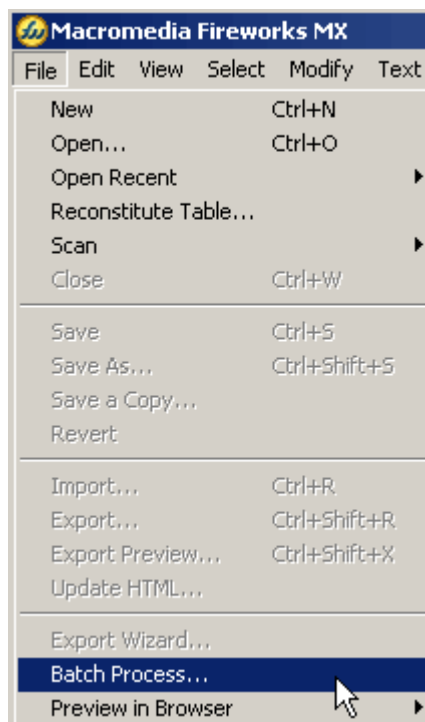 Macromedia Fireworks MX
File Edit View Select Modify Text
New Ctrl+N
Open... Ctrl+O
Open Recent
Reconstitute Table...
Scan
Close Ctrl+W
Save Ctrl+S
Save As... Ctrl+Shift+S
Save a Copy...
Revert
Import... Ctrl+R
Export... Ctrl+Shift+R
Export Preview... Ctrl+Shift+X
Update HTML...
Export Wizard...
Batch Process...
Preview in Browser